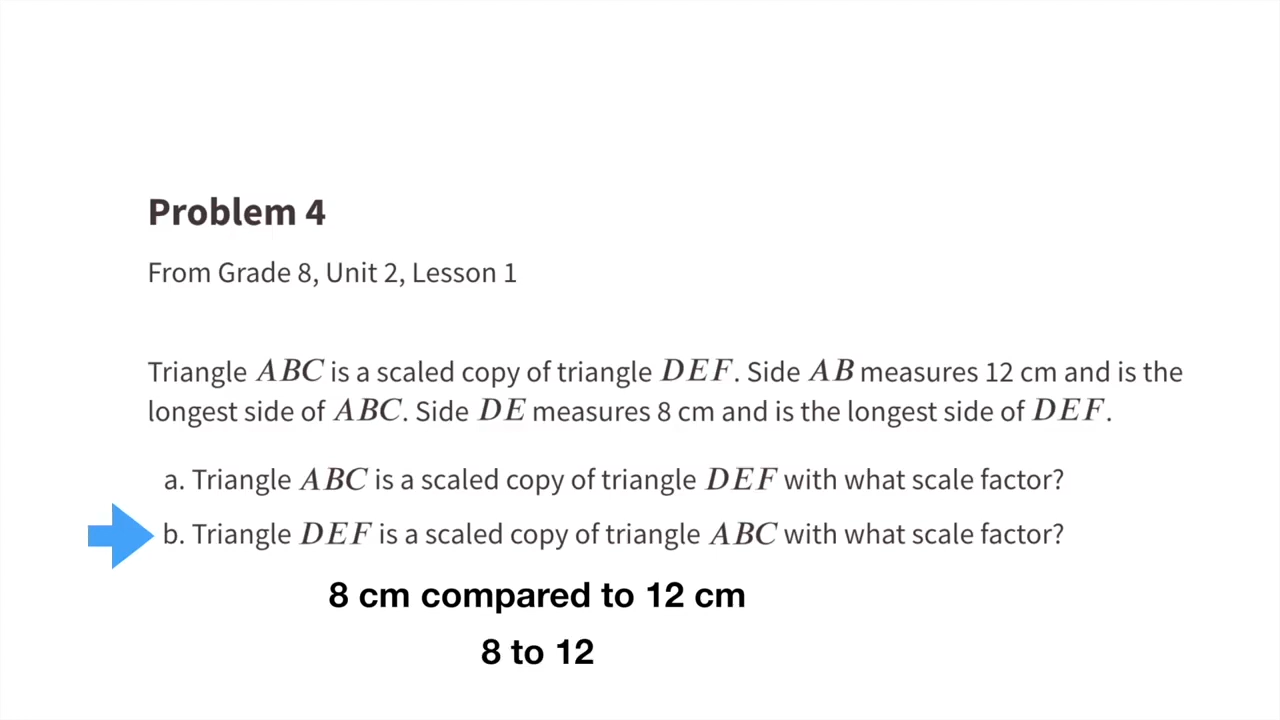 Problem 4
From Grade 8, Unit 2, Lesson 1
Triangle ABC is a scaled copy of triangle DEF. Side AB measures 12 cm and is the
longest side of ABC. Side DE measures 8 cm and is the longest side of DEF.
a. Triangle ABC is a scaled copy of triangle DEF with what scale factor?
b. Triangle DEF is a scaled copy of triangle ABC with what scale factor?
8 cm compared to 12 cm
8 to 12